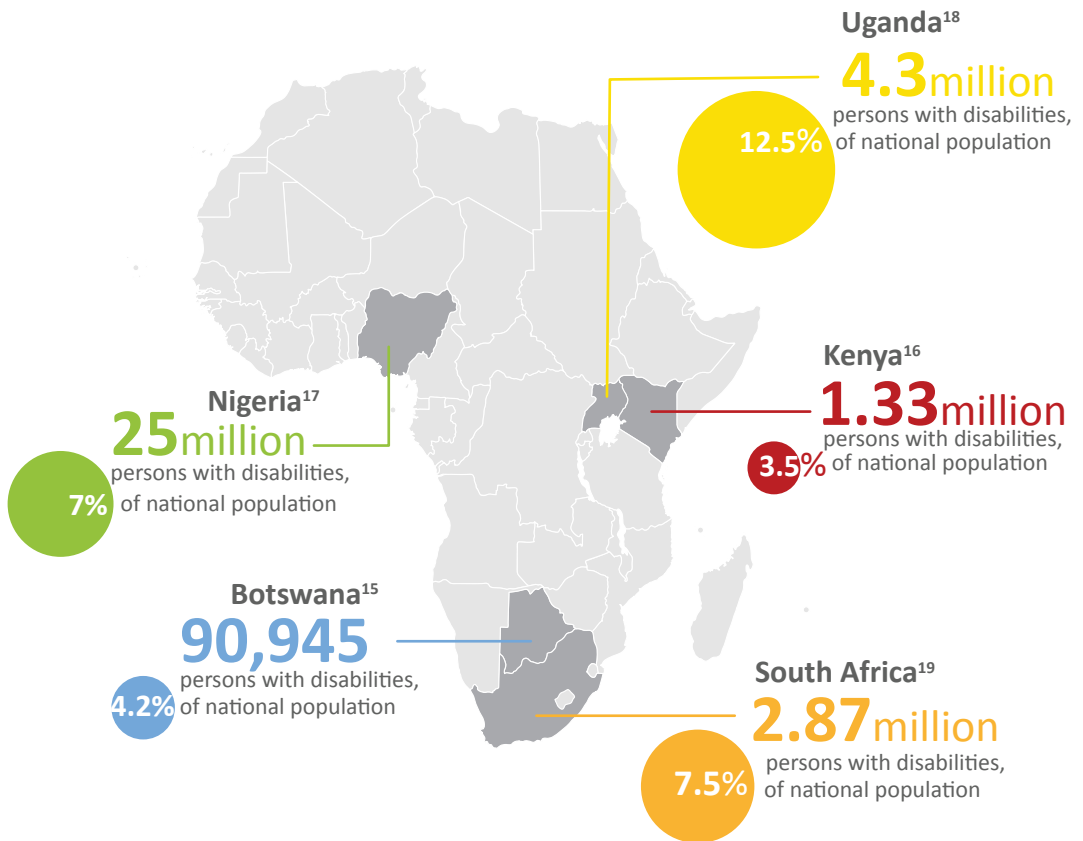 Uganda18
4.3million
persons with disabilities,
12.5% of national population
Kenya16
1.33million
persons with disabilities,
3.5% of national population
Nigeria17
25million
persons with disabilities,
7% of national population
Botswana15
90,945
persons with disabilities,
4.2% of national population
South Africa19
2.87million
persons with disabilities,
7.5% of national population